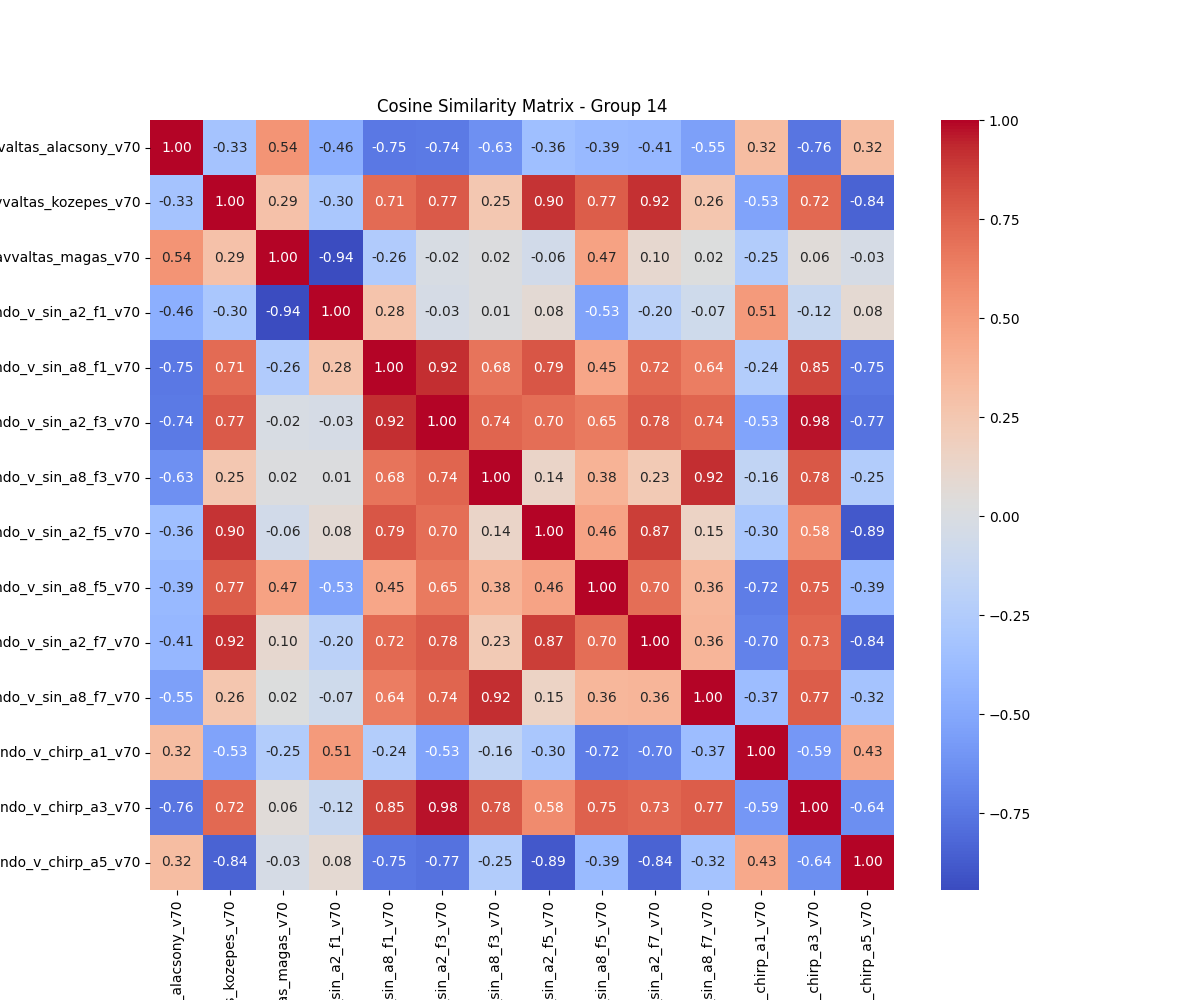 Cosine Similarity Matrix - Group 14
valtas_alacsony_v70 1.00 -0.33 0.54 -0.46 -0.75 -0.74 -0.63 -0.36 -0.39 -0.41 -0.55 0.32 -0.76 0.32
vvaltas_kozepes_v70 -0.33 1.00 0.29 -0.30 0.71 0.77 0.25 0.90 0.77 0.92 0.26 -0.53 0.72 -0.84
avvaltas_magas_v70 0.54 0.29 1.00 -0.94 -0.26 -0.02 0.02 -0.06 0.47 0.10 0.02 -0.25 0.06 -0.03
ndo_v_sin_a2_f1_v70 -0.46 -0.30 -0.94 1.00 0.28 -0.03 0.01 0.08 -0.53 -0.20 -0.07 0.51 -0.12 0.08
ndo_v_sin_a8_f1_v70 -0.75 0.71 -0.26 0.28 1.00 0.92 0.68 0.79 0.45 0.72 0.64 -0.24 0.85 -0.75
ndo_v_sin_a2_f3_v70 -0.74 0.77 -0.02 -0.03 0.92 1.00 0.74 0.70 0.65 0.78 0.74 -0.53 0.98 -0.77
ndo_v_sin_a8_f3_v70 -0.63 0.25 0.02 0.01 0.68 0.74 1.00 0.14 0.38 0.23 0.92 -0.16 0.78 -0.25
ndo_v_sin_a2_f5_v70 -0.36 0.90 -0.06 0.08 0.79 0.70 0.14 1.00 0.46 0.87 0.15 -0.30 0.58 -0.89
ndo_v_sin_a8_f5_v70 -0.39 0.77 0.47 -0.53 0.45 0.65 0.38 0.46 1.00 0.70 0.36 -0.72 0.75 -0.39
ndo_v_sin_a2_f7_v70 -0.41 0.92 0.10 -0.20 0.72 0.78 0.23 0.87 0.70 1.00 0.36 -0.70 0.73 -0.84
ndo_v_sin_a8_f7_v70 -0.55 0.26 0.02 -0.07 0.64 0.74 0.92 0.15 0.36 0.36 1.00 -0.37 0.77 -0.32
ndo_v_chirp_a1_v70 0.32 -0.53 -0.25 0.51 -0.24 -0.53 -0.16 -0.30 -0.72 -0.70 -0.37 1.00 -0.59 0.43
ndo_v_chirp_a3_v70 -0.76 0.72 0.06 -0.12 0.85 0.98 0.78 0.58 0.75 0.73 0.77 -0.59 1.00 -0.64
ndo_v_chirp_a5_v70 0.32 -0.84 -0.03 0.08 -0.75 -0.77 -0.25 -0.89 -0.39 -0.84 -0.32 0.43 -0.64 1.00
_alacsony_v70
s_kozepes_v70
as_magas_v70
sin_a2_f1_v70
sin_a8_f1_v70
sin_a2_f3_v70
sin_a8_f3_v70
sin_a2_f5_v70
sin_a8_f5_v70
sin_a2_f7_v70
sin_a8_f7_v70
_chirp_a1_v70
_chirp_a3_v70
_chirp_a5_v70
1.00
0.75
0.50
0.25
0.00
−0.25
−0.50
−0.75